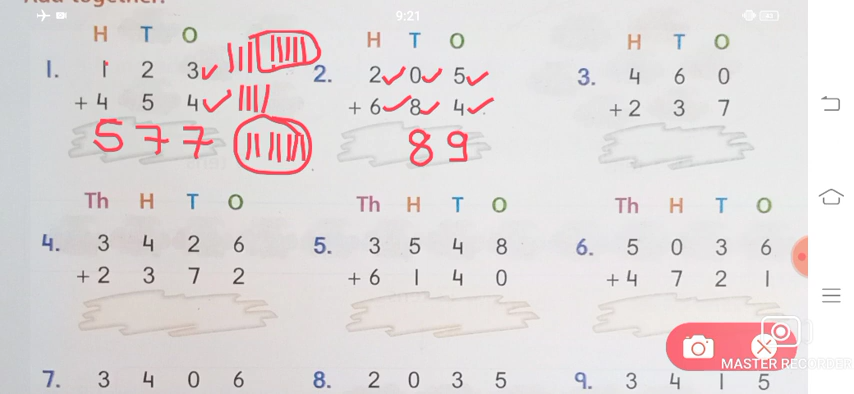 9:21
H T O
1. 1 2 3
+ 4 5 4
5 7 7
H T O
2. 2 0 5
+ 6 8 4
8 9
H T O
3. 4 6 0
+ 2 3 7
Th H T O
4. 3 4 2 6
+ 2 3 7 2
Th H T O
5. 3 5 4 8
+ 6 1 4 0
Th H T O
6. 5 0 3 6
+ 4 7 2 1
7. 3 4 0 6
8. 2 0 3 5
9. 3 4 1 5
MASTER RECORDER